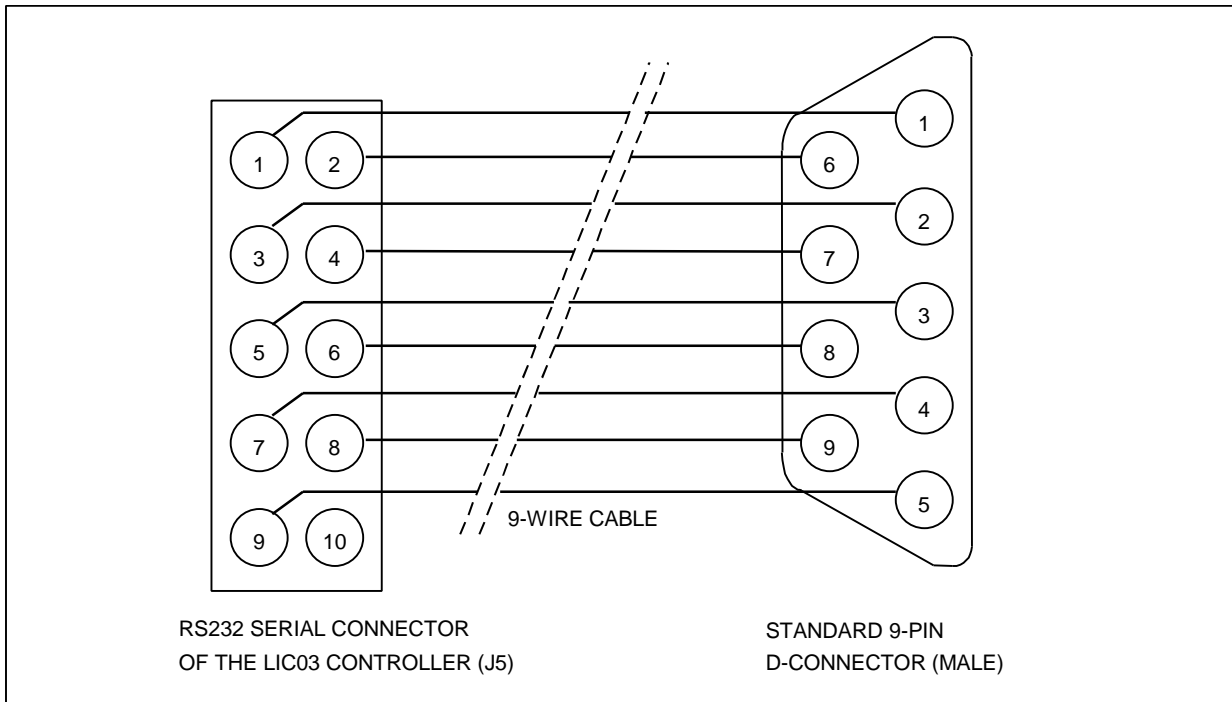 1
1 2 6
2
3 4 7
3
5 6 8
4
7 8 9
5
9-WIRE CABLE
9 10
RS232 SERIAL CONNECTOR
OF THE LIC03 CONTROLLER (J5)
STANDARD 9-PIN
D-CONNECTOR (MALE)